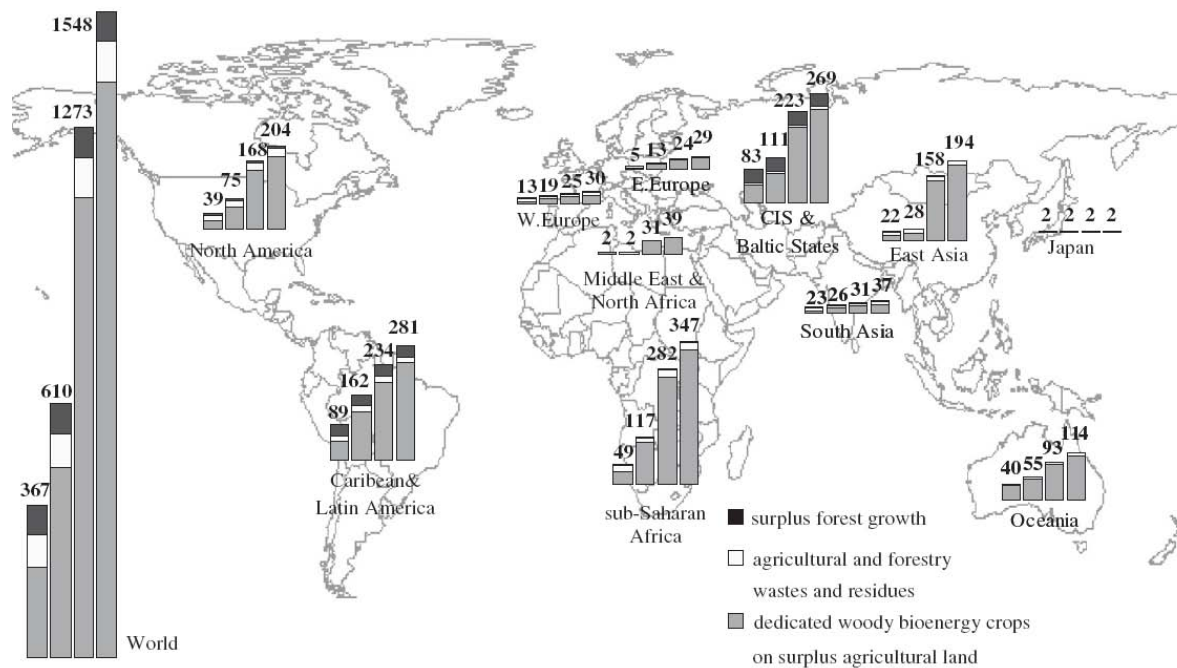 1548
1273
610
367
World
39
75
168
204
North America
89
162
234
281
Caribean&
Latin America
13 19 25 30
W.Europe
5 13 24 29
E.Europe
2 2 31 39
Middle East &
North Africa
49
117
282
347
sub-Saharan
Africa
83
111
223
269
CIS &
Baltic States
22 28
158
194
East Asia
2 2 2 2
Japan
23 26 31 37
South Asia
40 55
93
114
Oceania
surplus forest growth
agricultural and forestry
wastes and residues
dedicated woody bioenergy crops
on surplus agricultural land